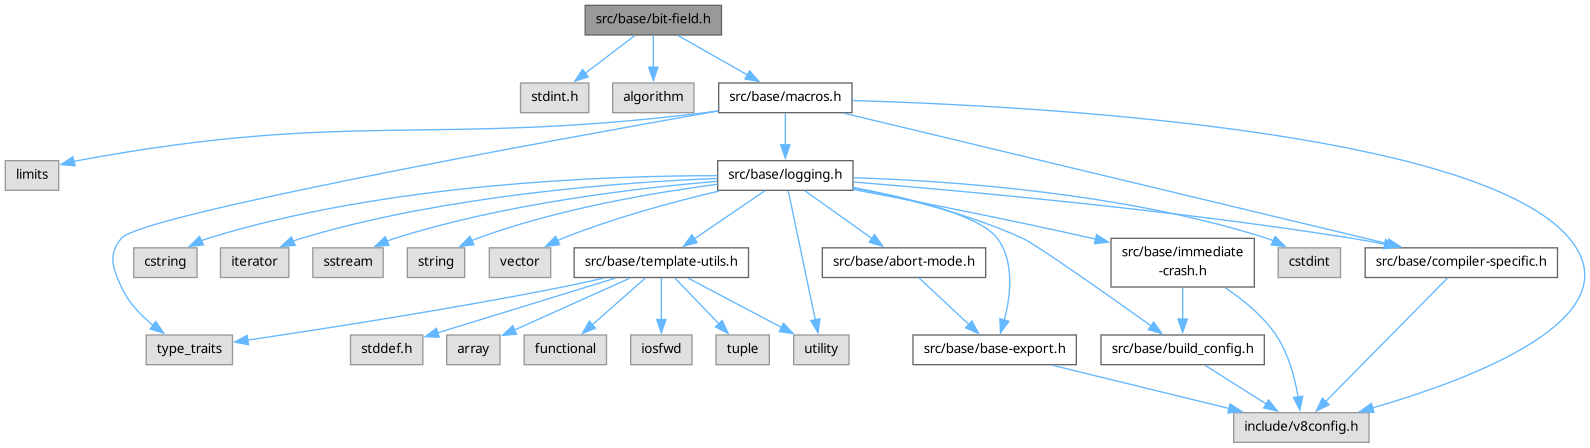 src/base/bit-field.h
stdint.h
algorithm
src/base/macros.h
limits
src/base/logging.h
cstring
iterator
sstream
string
vector
src/base/template-utils.h
src/base/abort-mode.h
src/base/immediate
-crash.h
cstdint
src/base/compiler-specific.h
type_traits
stddef.h
array
functional
iosfwd
tuple
utility
src/base/base-export.h
src/base/build_config.h
include/v8config.h